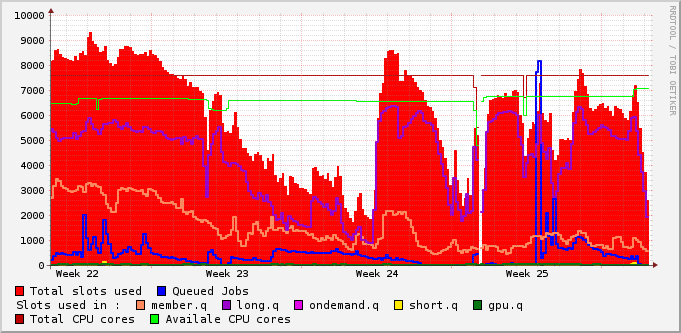 10000
9000
8000
7000
6000
5000
4000
3000
2000
1000
0
Week 22 Week 23 Week 24 Week 25
Total slots used Queued Jobs
Slots used in : member.q long.q ondemand.q short.q gpu.q
Total CPU cores Availale CPU cores
RRDTOOL / TOBI OETIKER